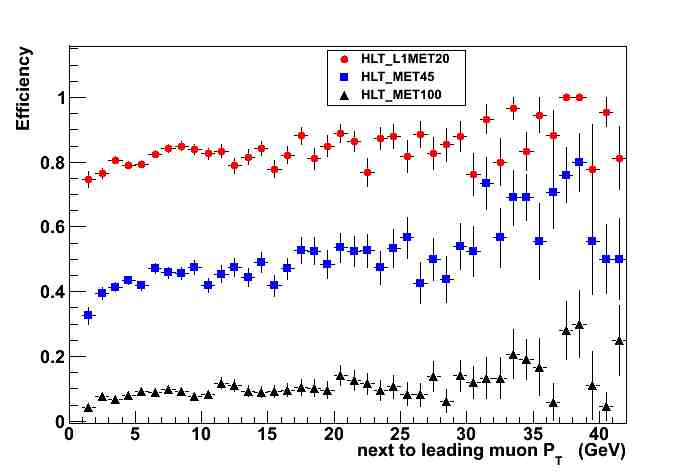 Efficiency
HLT_L1MET20
HLT_MET45
HLT_MET100
1
0.8
0.6
0.4
0.2
0
0 5 10 15 20 25 30 35 40
next to leading muon P_T (GeV)